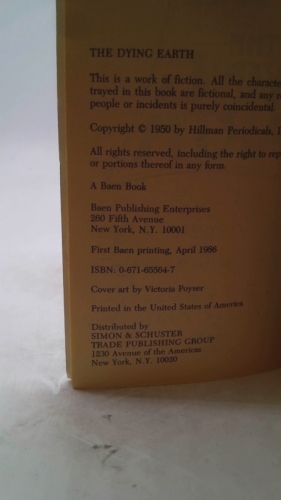 THE DYING EARTH
This is a work of fiction. All the characte
trayed in this book are fictional, and any re
people or incidents is purely coincidental.
Copyright © 1950 by Hillman Periodicals, I
All rights reserved, including the right to rep
or portions thereof in any form.
A Baen Book
Baen Publishing Enterprises
260 Fifth Avenue
New York, N.Y. 10001
First Baen printing, April 1986
ISBN: 0-671-65564-7
Cover art by Victoria Poyser
Printed in the United States of America
Distributed by
SIMON & SCHUSTER
TRADE PUBLISHING GROUP
1230 Avenue of the Americas
New York, N.Y. 10020